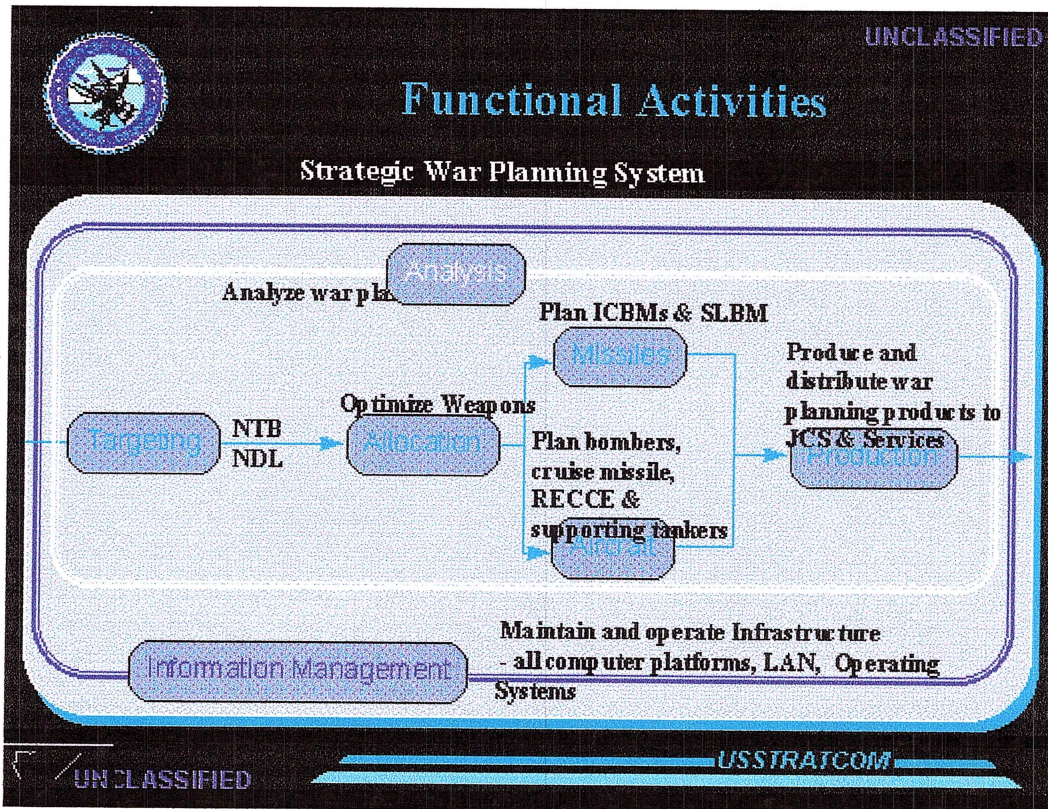 UNCLASSIFIED
Functional Activities
Strategic War Planning System
Analysis
Analyze war pla
Plan ICBMs & SLBM
Missiles
Produce and
distribute war
planning products to
JCS & Services
Production
Optimize Weapons
Allocation
Targeting
NTB
NDL
Plan bombers,
cruise missile,
RECCE &
supporting tankers
Aircraft
Information Management
Maintain and operate Infrastructure
- all computer platforms, LAN, Operating
Systems
USSTRATCOM
UNCLASSIFIED